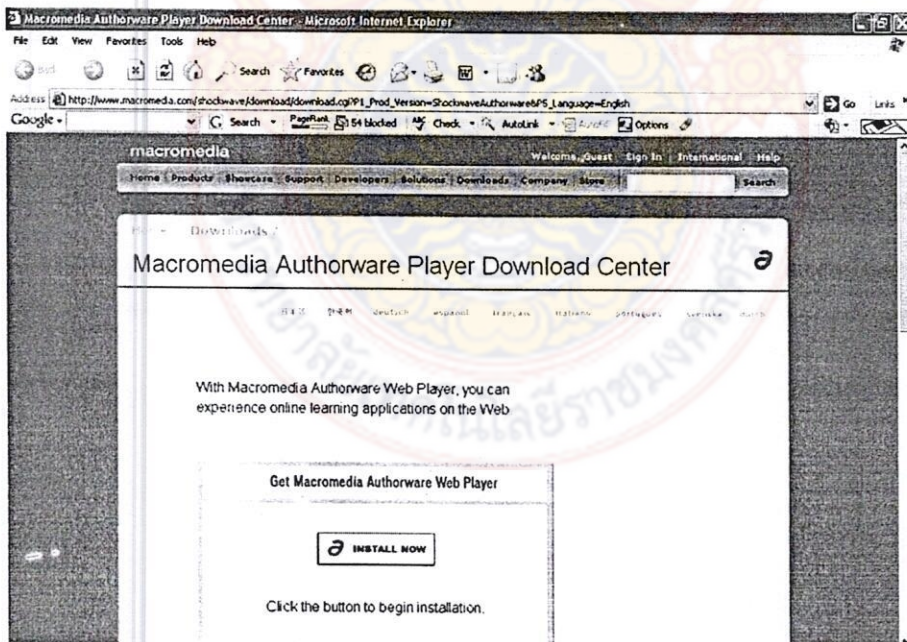 Macromedia Authorware Player Download Center - Microsoft Internet Explorer
File Edit View Favorites Tools Help
Search Favorites
Address http://www.macromedia.com/shockwave/download/download.cgi?P1_Prod_Version=ShockwaveAuthorware&P5_Language=English Go Links
Google Search PageRank 54 blocked Check AutoLink AutoFill Options
macromedia Welcome, Guest Sign In International Help
Home Products Showcase Support Developers Solutions Downloads Company Store Search
Downloads /
Macromedia Authorware Player Download Center
deutsch español français italiano português svenska
With Macromedia Authorware Web Player, you can
experience online learning applications on the Web
Get Macromedia Authorware Web Player
INSTALL NOW
Click the button to begin installation.